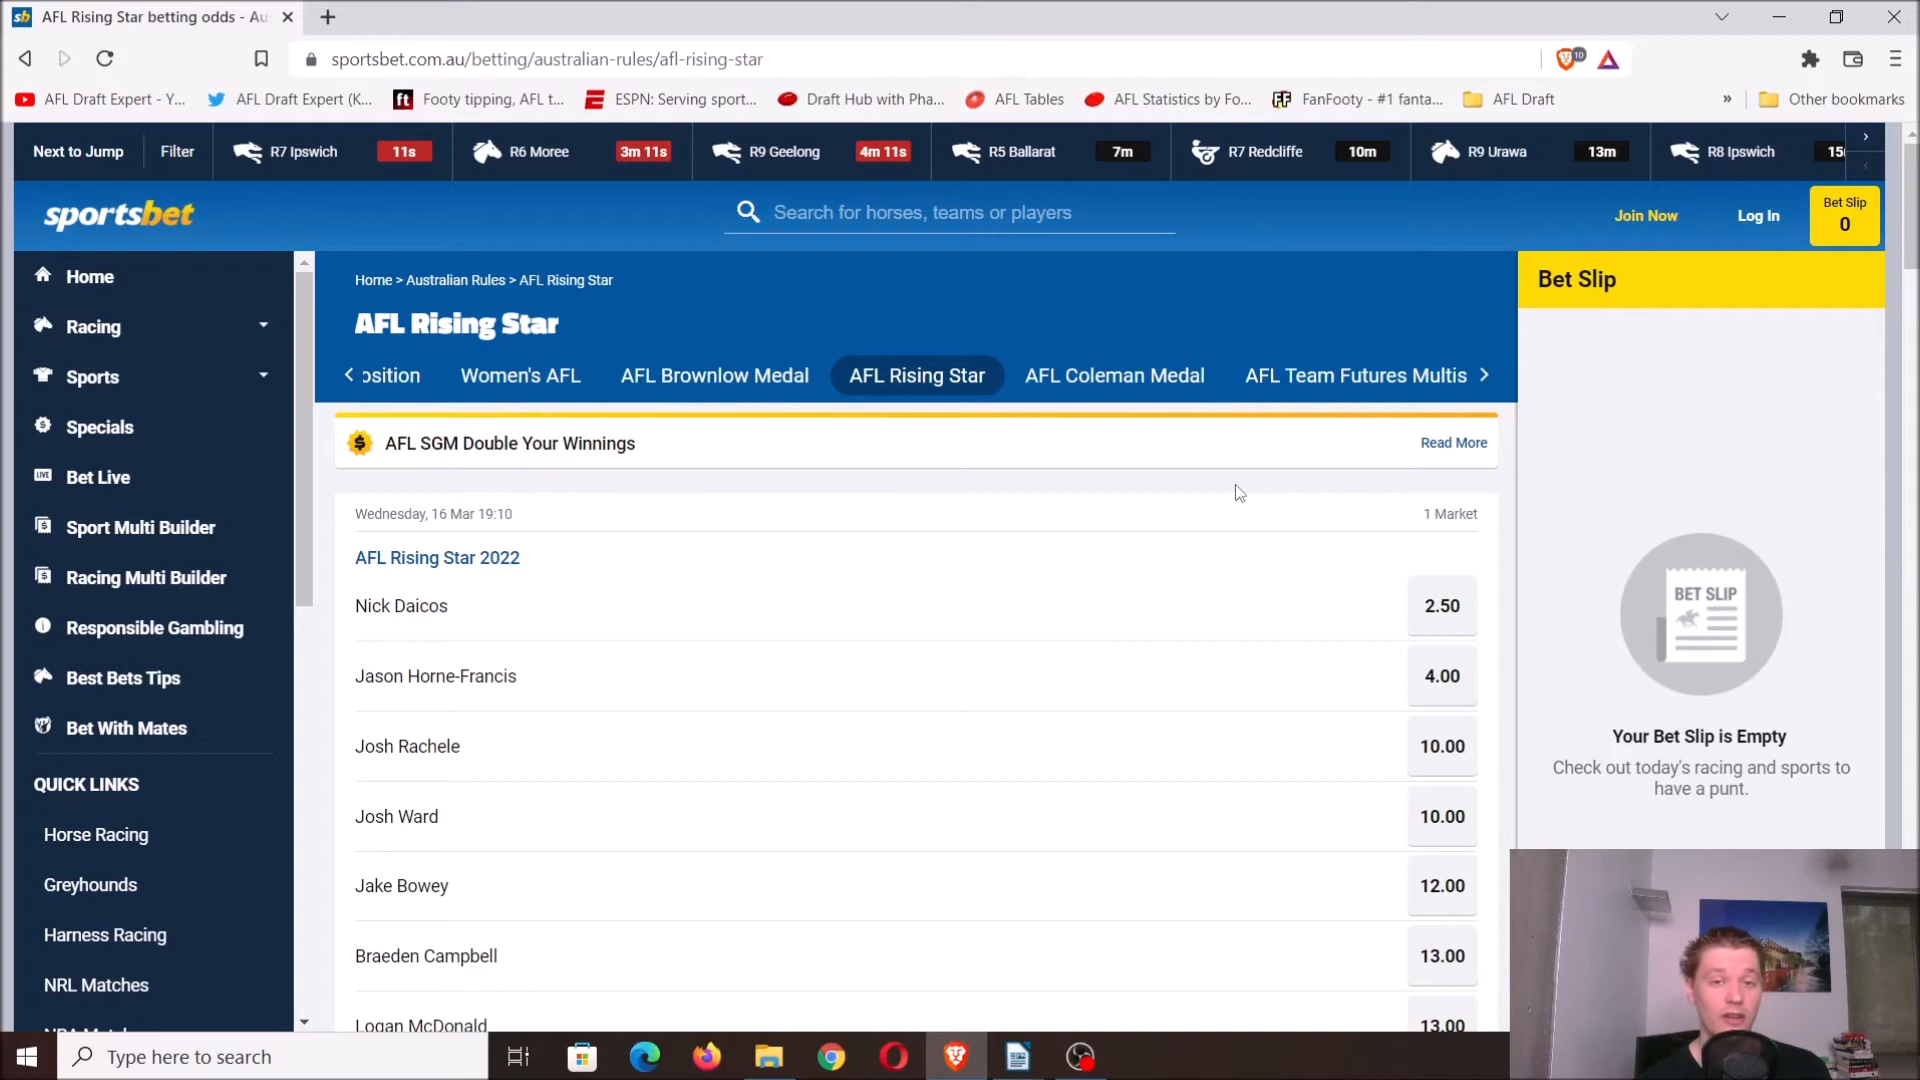 AFL Rising Star betting odds - Au
sportsbet.com.au/betting/australian-rules/afl-rising-star
10
AFL Draft Expert - Y...
AFL Draft Expert (K...
Footy tipping, AFL t...
ESPN: Serving sport...
Draft Hub with Pha...
AFL Tables
AFL Statistics by Fo...
FanFooty - #1 fanta...
AFL Draft
Other bookmarks
Next to Jump
Filter
R7 Ipswich 11s
R6 Moree 3m 11s
R9 Geelong 4m 11s
R5 Ballarat 7m
R7 Redcliffe 10m
R9 Urawa 13m
R8 Ipswich 15
sportsbet
Search for horses, teams or players
Join Now
Log In
Bet Slip
0
Home
Racing
Sports
Specials
Bet Live
Sport Multi Builder
Racing Multi Builder
Responsible Gambling
Best Bets Tips
Bet With Mates
QUICK LINKS
Horse Racing
Greyhounds
Harness Racing
NRL Matches
Home > Australian Rules > AFL Rising Star
AFL Rising Star
osition
Women's AFL
AFL Brownlow Medal
AFL Rising Star
AFL Coleman Medal
AFL Team Futures Multis
AFL SGM Double Your Winnings
Read More
Wednesday, 16 Mar 19:10
1 Market
AFL Rising Star 2022
Nick Daicos 2.50
Jason Horne-Francis 4.00
Josh Rachele 10.00
Josh Ward 10.00
Jake Bowey 12.00
Braeden Campbell 13.00
Logan McDonald 13.00
Bet Slip
BET SLIP
Your Bet Slip is Empty
Check out today's racing and sports to
have a punt.
Type here to search